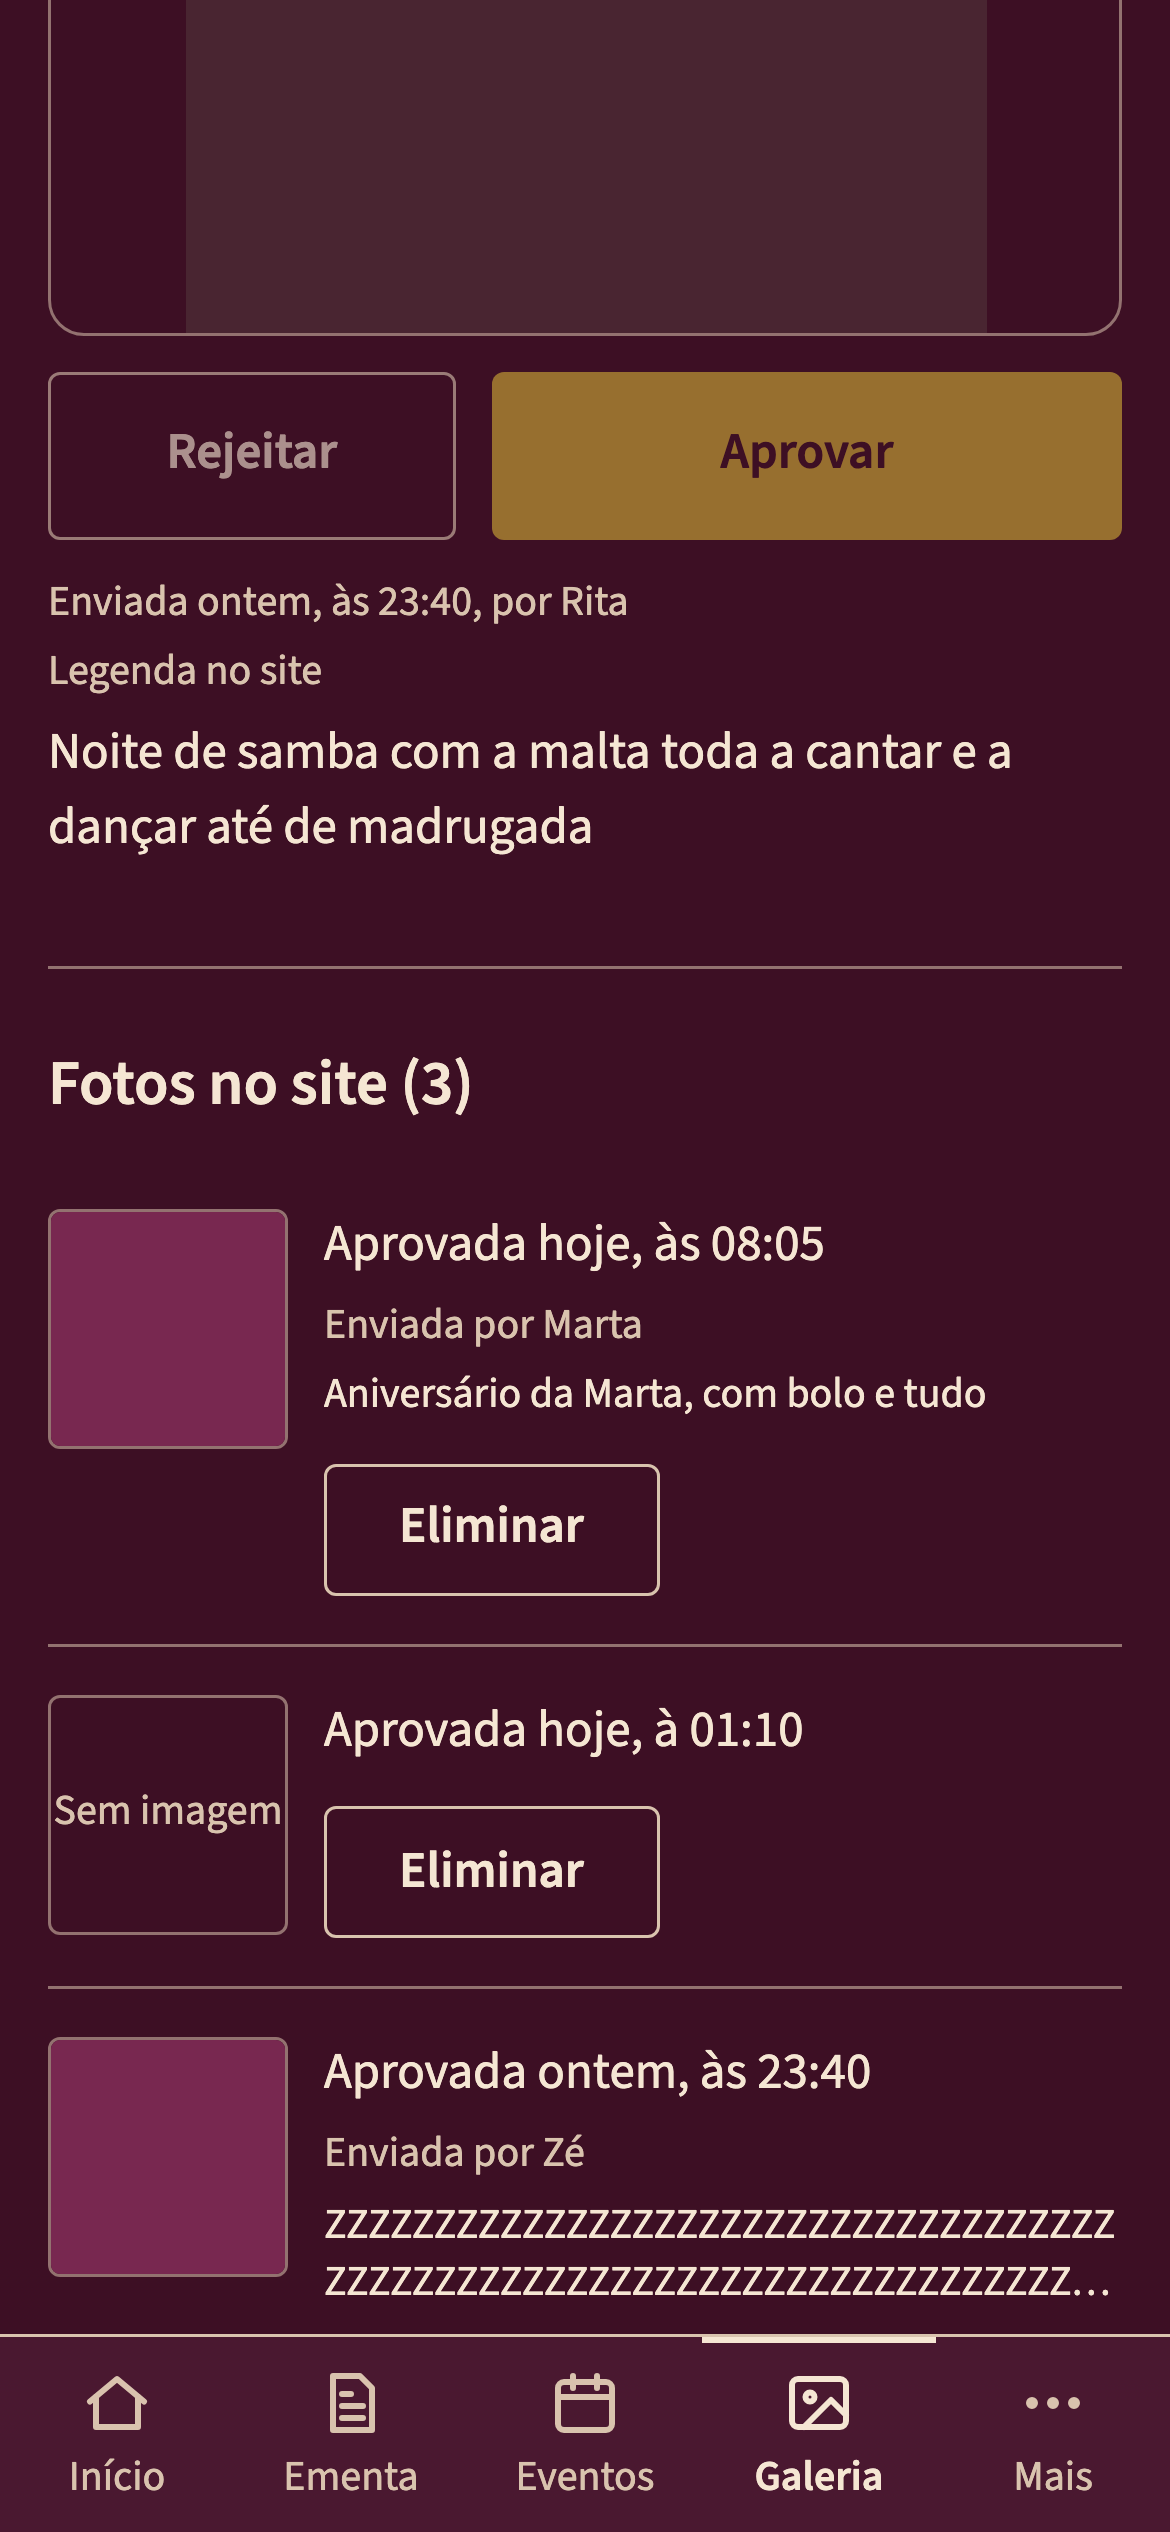 Rejeitar
Aprovar
Enviada ontem, às 23:40, por Rita
Legenda no site
Noite de samba com a malta toda a cantar e a
dançar até de madrugada
Fotos no site (3)
Aprovada hoje, às 08:05
Enviada por Marta
Aniversário da Marta, com bolo e tudo
Eliminar
Aprovada hoje, à 01:10
Sem imagem
Eliminar
Aprovada ontem, às 23:40
Enviada por Zé
ZZZZZZZZZZZZZZZZZZZZZZZZZZZZZZZZZZZZ
ZZZZZZZZZZZZZZZZZZZZZZZZZZZZZZZZZZ…
Início
Ementa
Eventos
Galeria
Mais